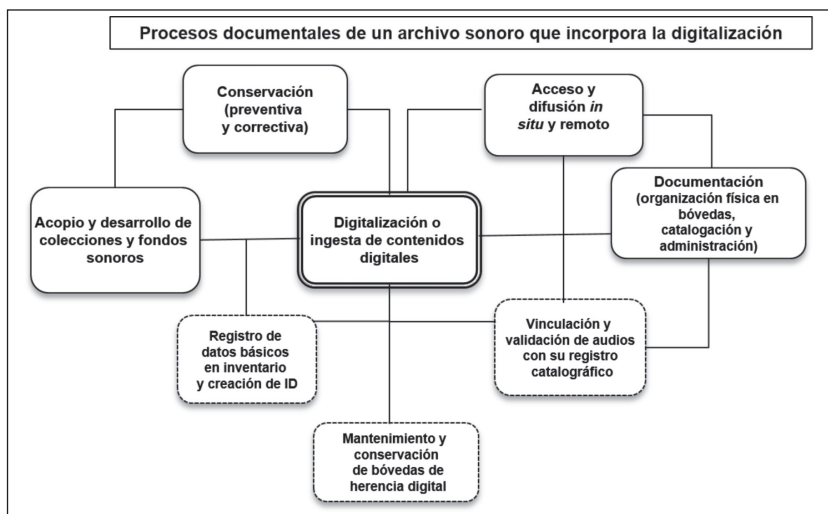 Procesos documentales de un archivo sonoro que incorpora la digitalización
Conservación
(preventiva
y correctiva)
Acceso y
difusión in
situ y remoto
Acopio y desarrollo de
colecciones y fondos
sonoros
Digitalización o
ingesta de contenidos
digitales
Documentación
(organización física en
bóvedas,
catalogación y
administración)
Registro de
datos básicos
en inventario
y creación de ID
Vinculación y
validación de audios
con su registro
catalográfico
Mantenimiento y
conservación
de bóvedas de
herencia digital